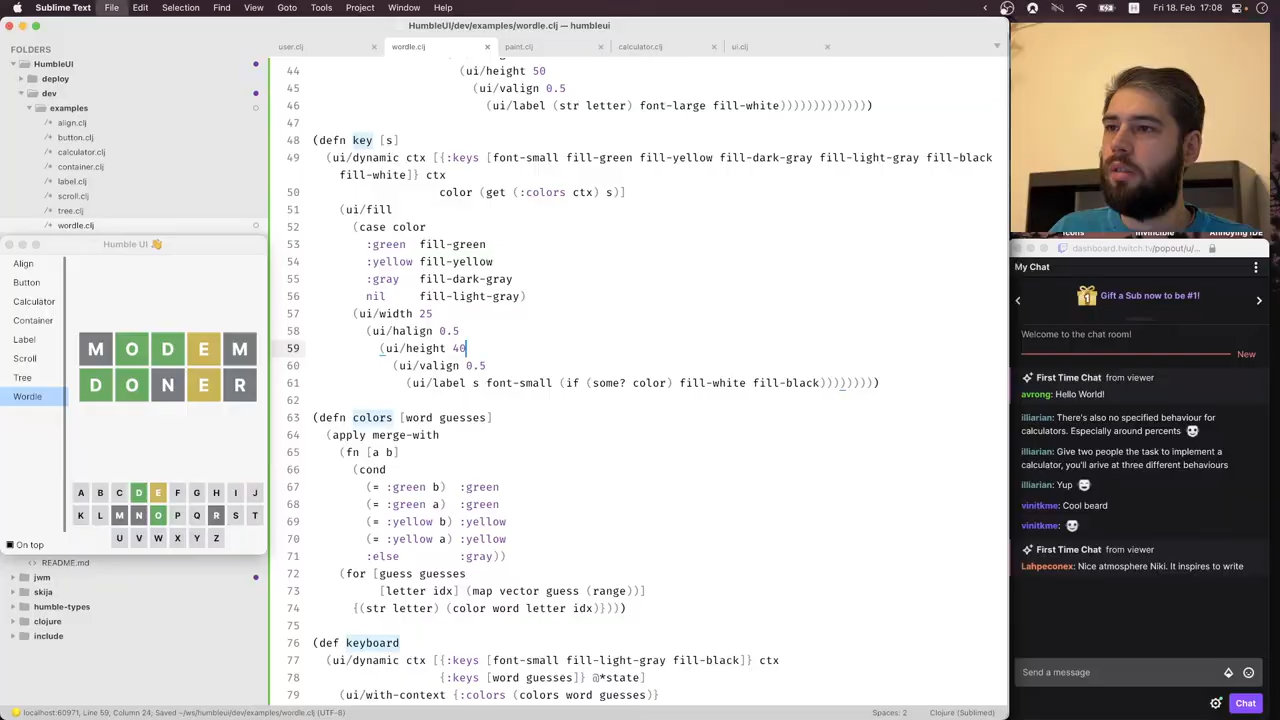 Sublime Text File Edit Selection View Goto Tools Project Window Help
Fri 18. Feb 17:08
HumbleUI/dev/examples/wordle.clj • humbleui
FOLDERS
HumbleUI
deploy
dev
examples
/* align.clj
/* button.clj
/* calculator.clj
/* container.clj
/* label.clj
/* scroll.clj
/* tree.clj
/* wordle.clj
Humble UI 👋
Align
Button
Calculator
Container
Label
Scroll
Tree
Wordle
M O D E M
D O N E R
A B C D E F G H I J
K L M N O P Q R S T
U V W X Y Z
On top
README.md
jwm
skija
humble-types
clojure
include
user.clj × wordle.clj × paint.clj × calculator.clj × ui.clj ×
44 (ui/height 50
45 (ui/valign 0.5
46 (ui/label (str letter) font-large fill-white)))))))))))))
47
48 (defn key [s]
49 (ui/dynamic ctx [{:keys [font-small fill-green fill-yellow fill-dark-gray fill-light-gray fill-black
fill-white]} ctx
50 color (get (:colors ctx) s)]
51 (ui/fill
52 (case color
53 :green fill-green
54 :yellow fill-yellow
55 :gray fill-dark-gray
56 nil fill-light-gray)
57 (ui/width 25
58 (ui/halign 0.5
59 (ui/height 40
60 (ui/valign 0.5
61 (ui/label s font-small (if (some? color) fill-white fill-black)))))))))
62
63 (defn colors [word guesses]
64 (apply merge-with
65 (fn [a b]
66 (cond
67 (= :green b) :green
68 (= :green a) :green
69 (= :yellow b) :yellow
70 (= :yellow a) :yellow
71 :else :gray))
72 (for [guess guesses
73 [letter idx] (map vector guess (range))]
74 {(str letter) (color word letter idx)})))
75
76 (def keyboard
77 (ui/dynamic ctx [{:keys [font-small fill-light-gray fill-black]} ctx
78 {:keys [word guesses]} @*state]
79 (ui/with-context {:colors (colors word guesses)}
localhost:60971, Line 59, Column 24; Saved ~/ws/humbleui/dev/examples/wordle.clj (UTF-8)
Spaces: 2
Clojure (Sublimed)
Icons Invincible Annoying IDE
dashboard.twitch.tv/popout/u/...
My Chat
Gift a Sub now to be #1!
Welcome to the chat room!
New
First Time Chat from viewer
avrong: Hello World!
illiarian: There's also no specified behaviour for
calculators. Especially around percents
illiarian: Give two people the task to implement a
calculator, you'll arive at three different behaviours
illiarian: Yup
vinitkme: Cool beard
vinitkme:
First Time Chat from viewer
Lahpeconex: Nice atmosphere Niki. It inspires to write
Send a message
Chat